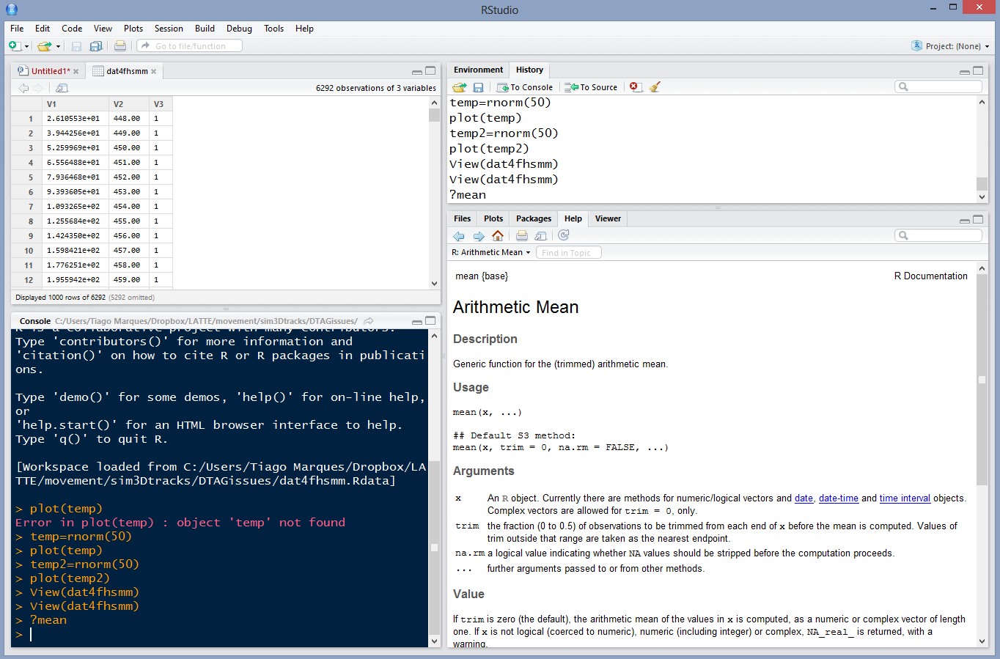 RStudio
File Edit Code View Plots Session Build Debug Tools Help
Go to file/function
Project: (None)
Untitled1*
dat4fhsmm
6292 observations of 3 variables
V1 V2 V3
1 2.610553e+01 448.00 1
2 3.944256e+01 449.00 1
3 5.259969e+01 450.00 1
4 6.556488e+01 451.00 1
5 7.936468e+01 452.00 1
6 9.393605e+01 453.00 1
7 1.093265e+02 454.00 1
8 1.255684e+02 455.00 1
9 1.424350e+02 456.00 1
10 1.598421e+02 457.00 1
11 1.776251e+02 458.00 1
12 1.955942e+02 459.00 1
Displayed 1000 rows of 6292 (5292 omitted)
Console C:/Users/Tiago Marques/Dropbox/LATTE/movement/sim3Dtracks/DTAGissues/
R is a collaborative project with many contributors.
Type 'contributors()' for more information and
'citation()' on how to cite R or R packages in publicati
ons.
Type 'demo()' for some demos, 'help()' for on-line help,
or
'help.start()' for an HTML browser interface to help.
Type 'q()' to quit R.
[Workspace loaded from C:/Users/Tiago Marques/Dropbox/LA
TTE/movement/sim3Dtracks/DTAGissues/dat4fhsmm.Rdata]
> plot(temp)
Error in plot(temp) : object 'temp' not found
> temp=rnorm(50)
> plot(temp)
> temp2=rnorm(50)
> plot(temp2)
> View(dat4fhsmm)
> View(dat4fhsmm)
> ?mean
>
Environment History
To Console To Source
temp=rnorm(50)
plot(temp)
temp2=rnorm(50)
plot(temp2)
View(dat4fhsmm)
View(dat4fhsmm)
?mean
Files Plots Packages Help Viewer
R: Arithmetic Mean
Find in Topic
mean {base}
R Documentation
Arithmetic Mean
Description
Generic function for the (trimmed) arithmetic mean.
Usage
mean(x, ...)
## Default S3 method:
mean(x, trim = 0, na.rm = FALSE, ...)
Arguments
x An R object. Currently there are methods for numeric/logical vectors and date, date-time and time interval objects.
Complex vectors are allowed for trim = 0, only.
trim the fraction (0 to 0.5) of observations to be trimmed from each end of x before the mean is computed. Values of
trim outside that range are taken as the nearest endpoint.
na.rm a logical value indicating whether NA values should be stripped before the computation proceeds.
... further arguments passed to or from other methods.
Value
If trim is zero (the default), the arithmetic mean of the values in x is computed, as a numeric or complex vector of length
one. If x is not logical (coerced to numeric), numeric (including integer) or complex, NA_real_ is returned, with a
warning.